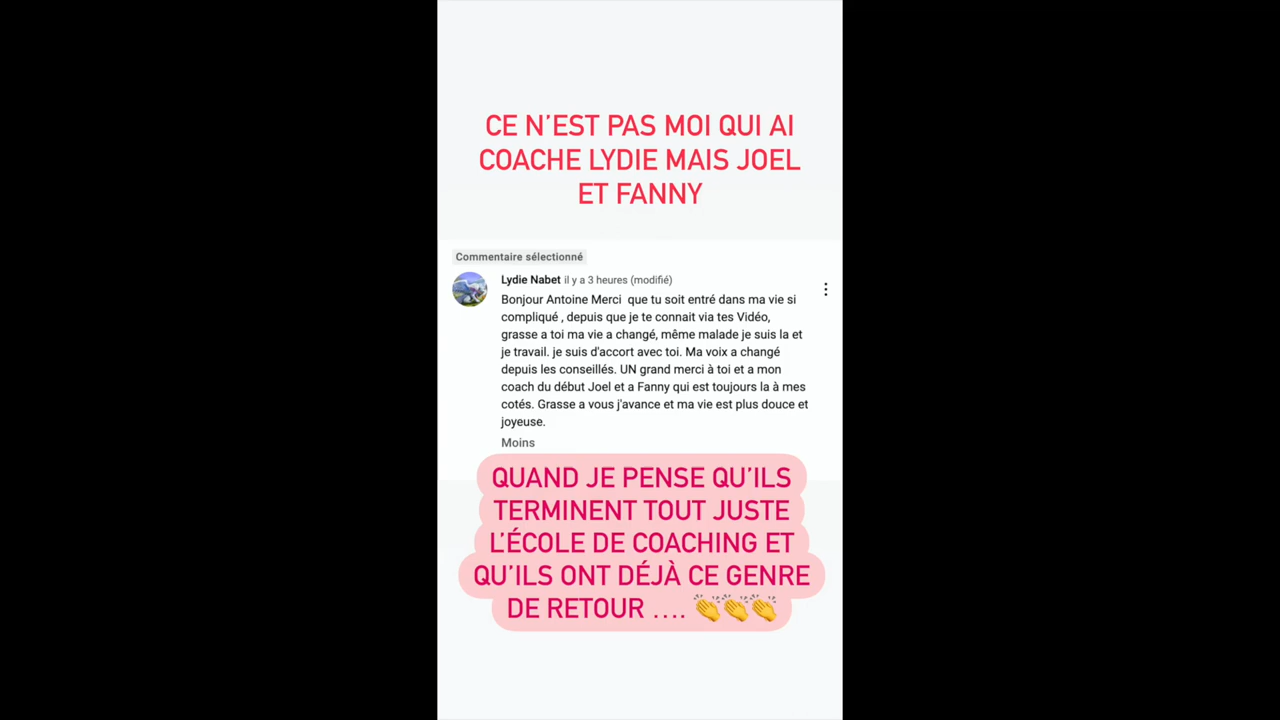 CE N'EST PAS MOI QUI AI
COACHE LYDIE MAIS JOEL
ET FANNY
Commentaire sélectionné
Lydie Nabet il y a 3 heures (modifié)
Bonjour Antoine Merci  que tu soit entré dans ma vie si
compliqué , depuis que je te connait via tes Vidéo,
grasse a toi ma vie a changé, même malade je suis la et
je travail. je suis d'accort avec toi. Ma voix a changé
depuis les conseillés. UN grand merci à toi et a mon
coach du début Joel et a Fanny qui est toujours la à mes
cotés. Grasse a vous j'avance et ma vie est plus douce et
joyeuse.
Moins
QUAND JE PENSE QU'ILS
TERMINENT TOUT JUSTE
L'ÉCOLE DE COACHING ET
QU'ILS ONT DÉJÀ CE GENRE
DE RETOUR .... 👏👏👏